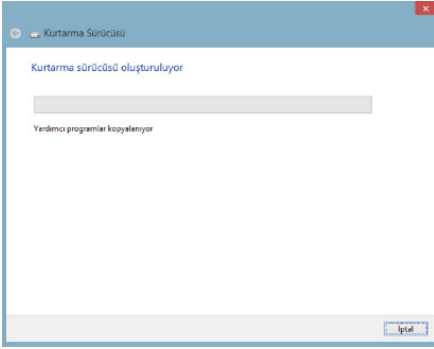 Kurtarma Sürücüsü
Kurtarma sürücüsü oluşturuluyor
Yardımcı programlar kopyalanıyor
İptal